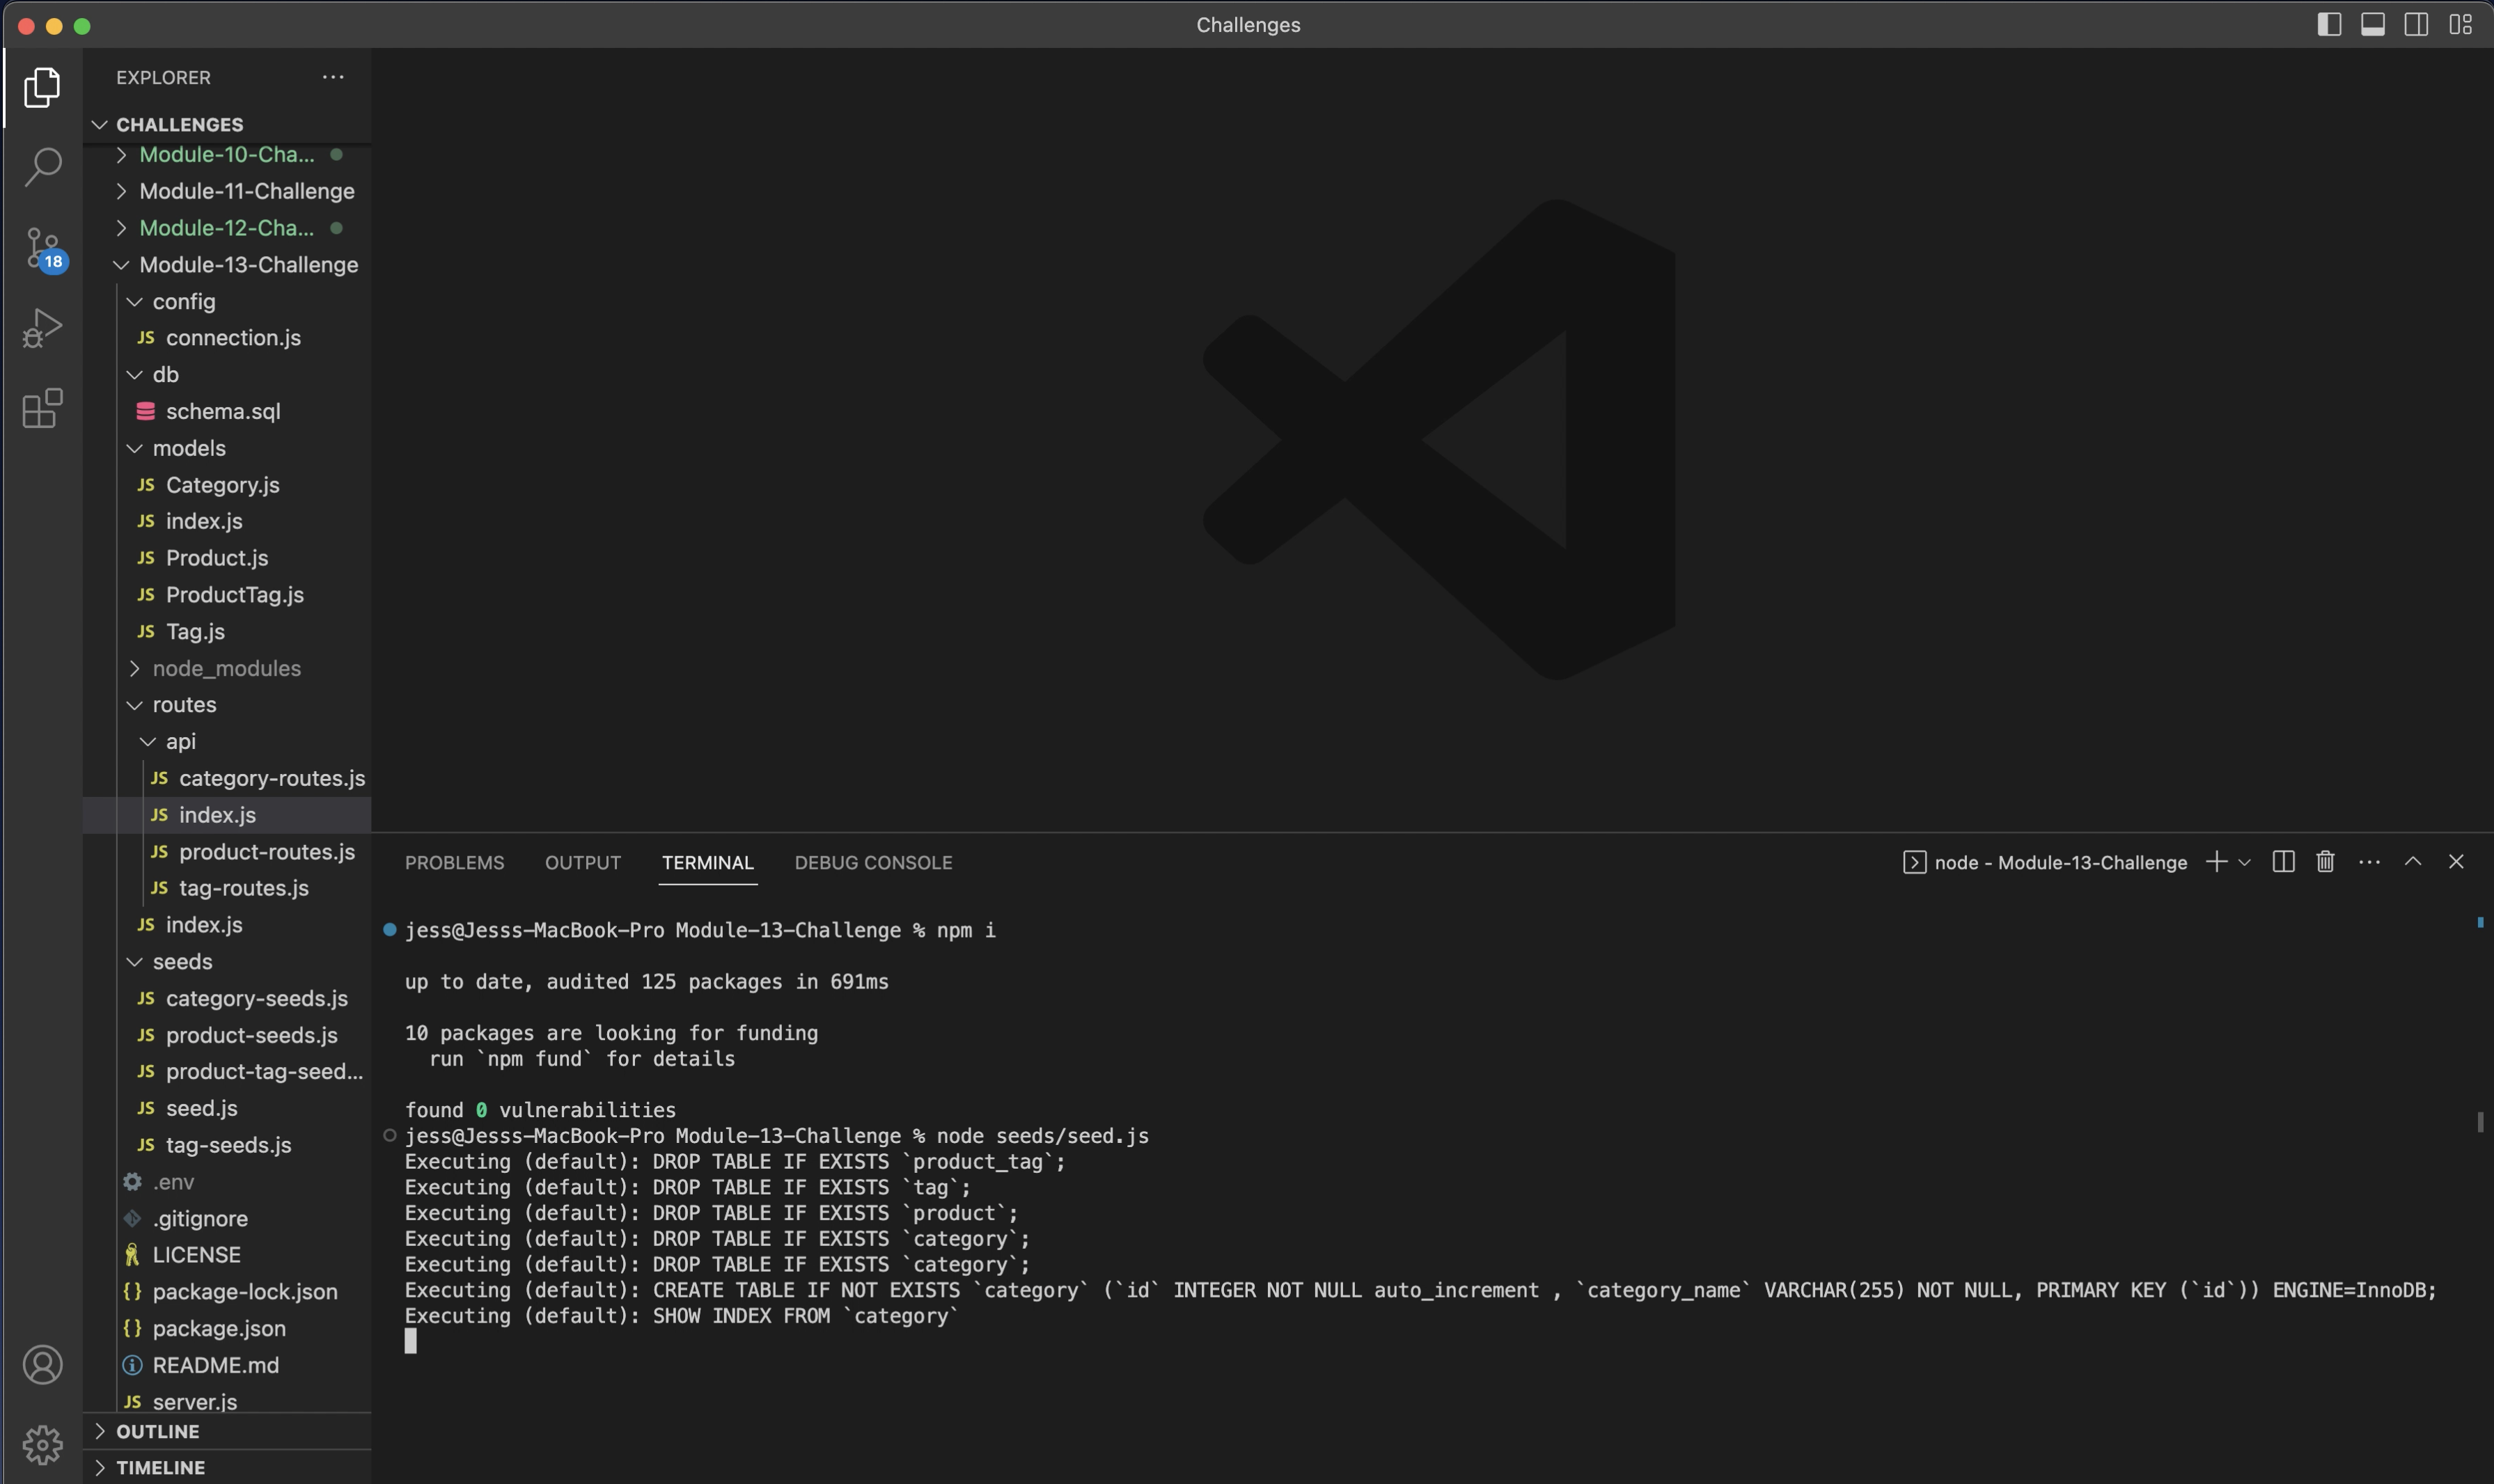 Challenges
EXPLORER
CHALLENGES
Module-10-Cha...
Module-11-Challenge
Module-12-Cha...
18
Module-13-Challenge
config
JS connection.js
db
schema.sql
models
JS Category.js
JS index.js
JS Product.js
JS ProductTag.js
JS Tag.js
node_modules
routes
api
JS category-routes.js
JS index.js
JS product-routes.js
JS tag-routes.js
JS index.js
seeds
JS category-seeds.js
JS product-seeds.js
JS product-tag-seed...
JS seed.js
JS tag-seeds.js
.env
.gitignore
LICENSE
{} package-lock.json
{} package.json
README.md
JS server.js
OUTLINE
TIMELINE
PROBLEMS OUTPUT TERMINAL DEBUG CONSOLE
node - Module-13-Challenge
jess@Jesss-MacBook-Pro Module-13-Challenge % npm i
up to date, audited 125 packages in 691ms
10 packages are looking for funding
run `npm fund` for details
found 0 vulnerabilities
jess@Jesss-MacBook-Pro Module-13-Challenge % node seeds/seed.js
Executing (default): DROP TABLE IF EXISTS `product_tag`;
Executing (default): DROP TABLE IF EXISTS `tag`;
Executing (default): DROP TABLE IF EXISTS `product`;
Executing (default): DROP TABLE IF EXISTS `category`;
Executing (default): DROP TABLE IF EXISTS `category`;
Executing (default): CREATE TABLE IF NOT EXISTS `category` (`id` INTEGER NOT NULL auto_increment , `category_name` VARCHAR(255) NOT NULL, PRIMARY KEY (`id`)) ENGINE=InnoDB;
Executing (default): SHOW INDEX FROM `category`